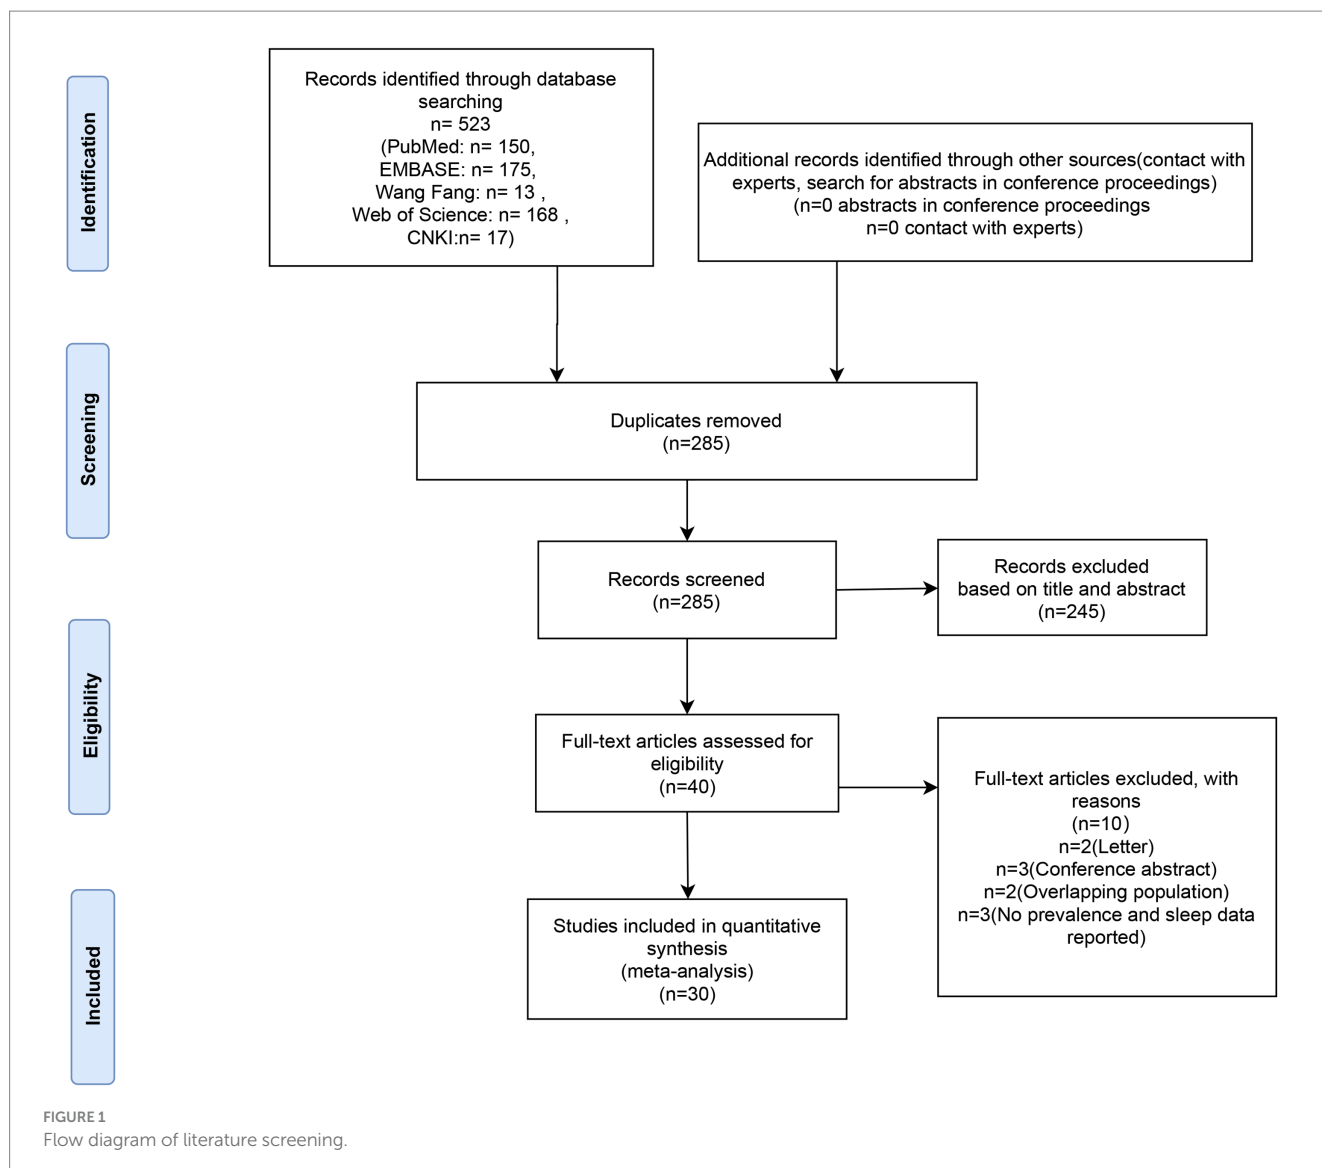 Identification
Records identified through database
searching
n= 523
(PubMed: n= 150,
EMBASE: n= 175,
Wang Fang: n= 13 ,
Web of Science: n= 168 ,
CNKI:n= 17)
Additional records identified through other sources(contact with
experts, search for abstracts in conference proceedings)
(n=0 abstracts in conference proceedings
n=0 contact with experts)
Screening
Duplicates removed
(n=285)
Records screened
(n=285)
Records excluded
based on title and abstract
(n=245)
Eligibility
Full-text articles assessed for
eligibility
(n=40)
Full-text articles excluded, with
reasons
(n=10)
n=2(Letter)
n=3(Conference abstract)
n=2(Overlapping population)
n=3(No prevalence and sleep data
reported)
Included
Studies included in quantitative
synthesis
(meta-analysis)
(n=30)
FIGURE 1
Flow diagram of literature screening.